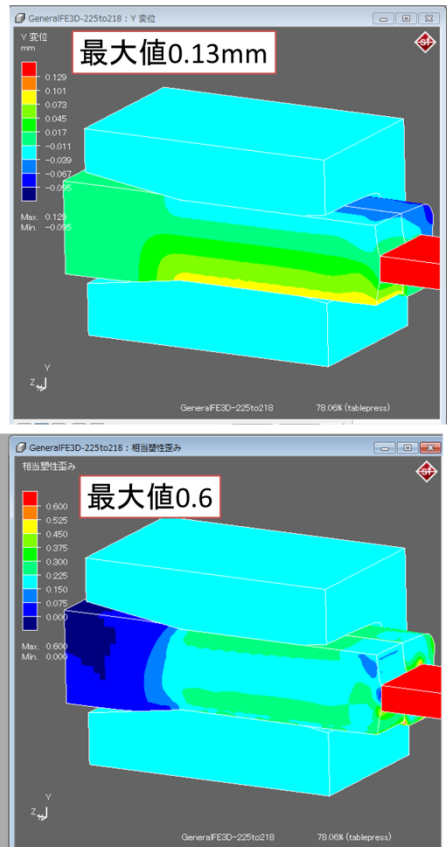 GeneralFE3D-225to218 : Y 変位
Y 変位
mm
最大値0.13mm
0.129
0.101
0.073
0.045
0.017
-0.011
-0.039
-0.067
-0.095
Max. 0.129
Min. -0.095
Y
Z
GeneralFE3D-225to218 78.06% (tablepress)
GeneralFE3D-225to218 : 相当塑性歪み
相当塑性歪み
最大値0.6
0.600
0.525
0.450
0.375
0.300
0.225
0.150
0.075
0.000
Max. 0.600
Min. 0.000
Y
Z
GeneralFE3D-225to218 78.06% (tablepress)